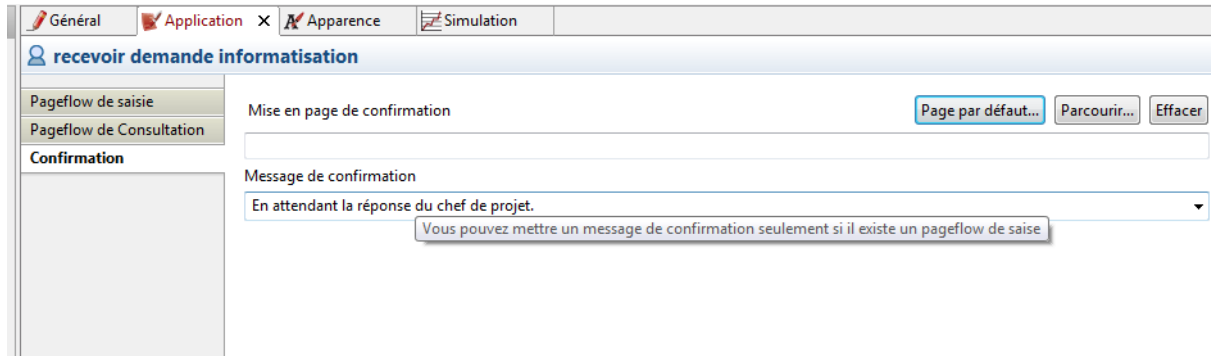 Général Application X Apparence Simulation
recevoir demande informatisation
Pageflow de saisie
Pageflow de Consultation
Confirmation
Mise en page de confirmation Page par défaut... Parcourir... Effacer
Message de confirmation
En attendant la réponse du chef de projet.
Vous pouvez mettre un message de confirmation seulement si il existe un pageflow de saise